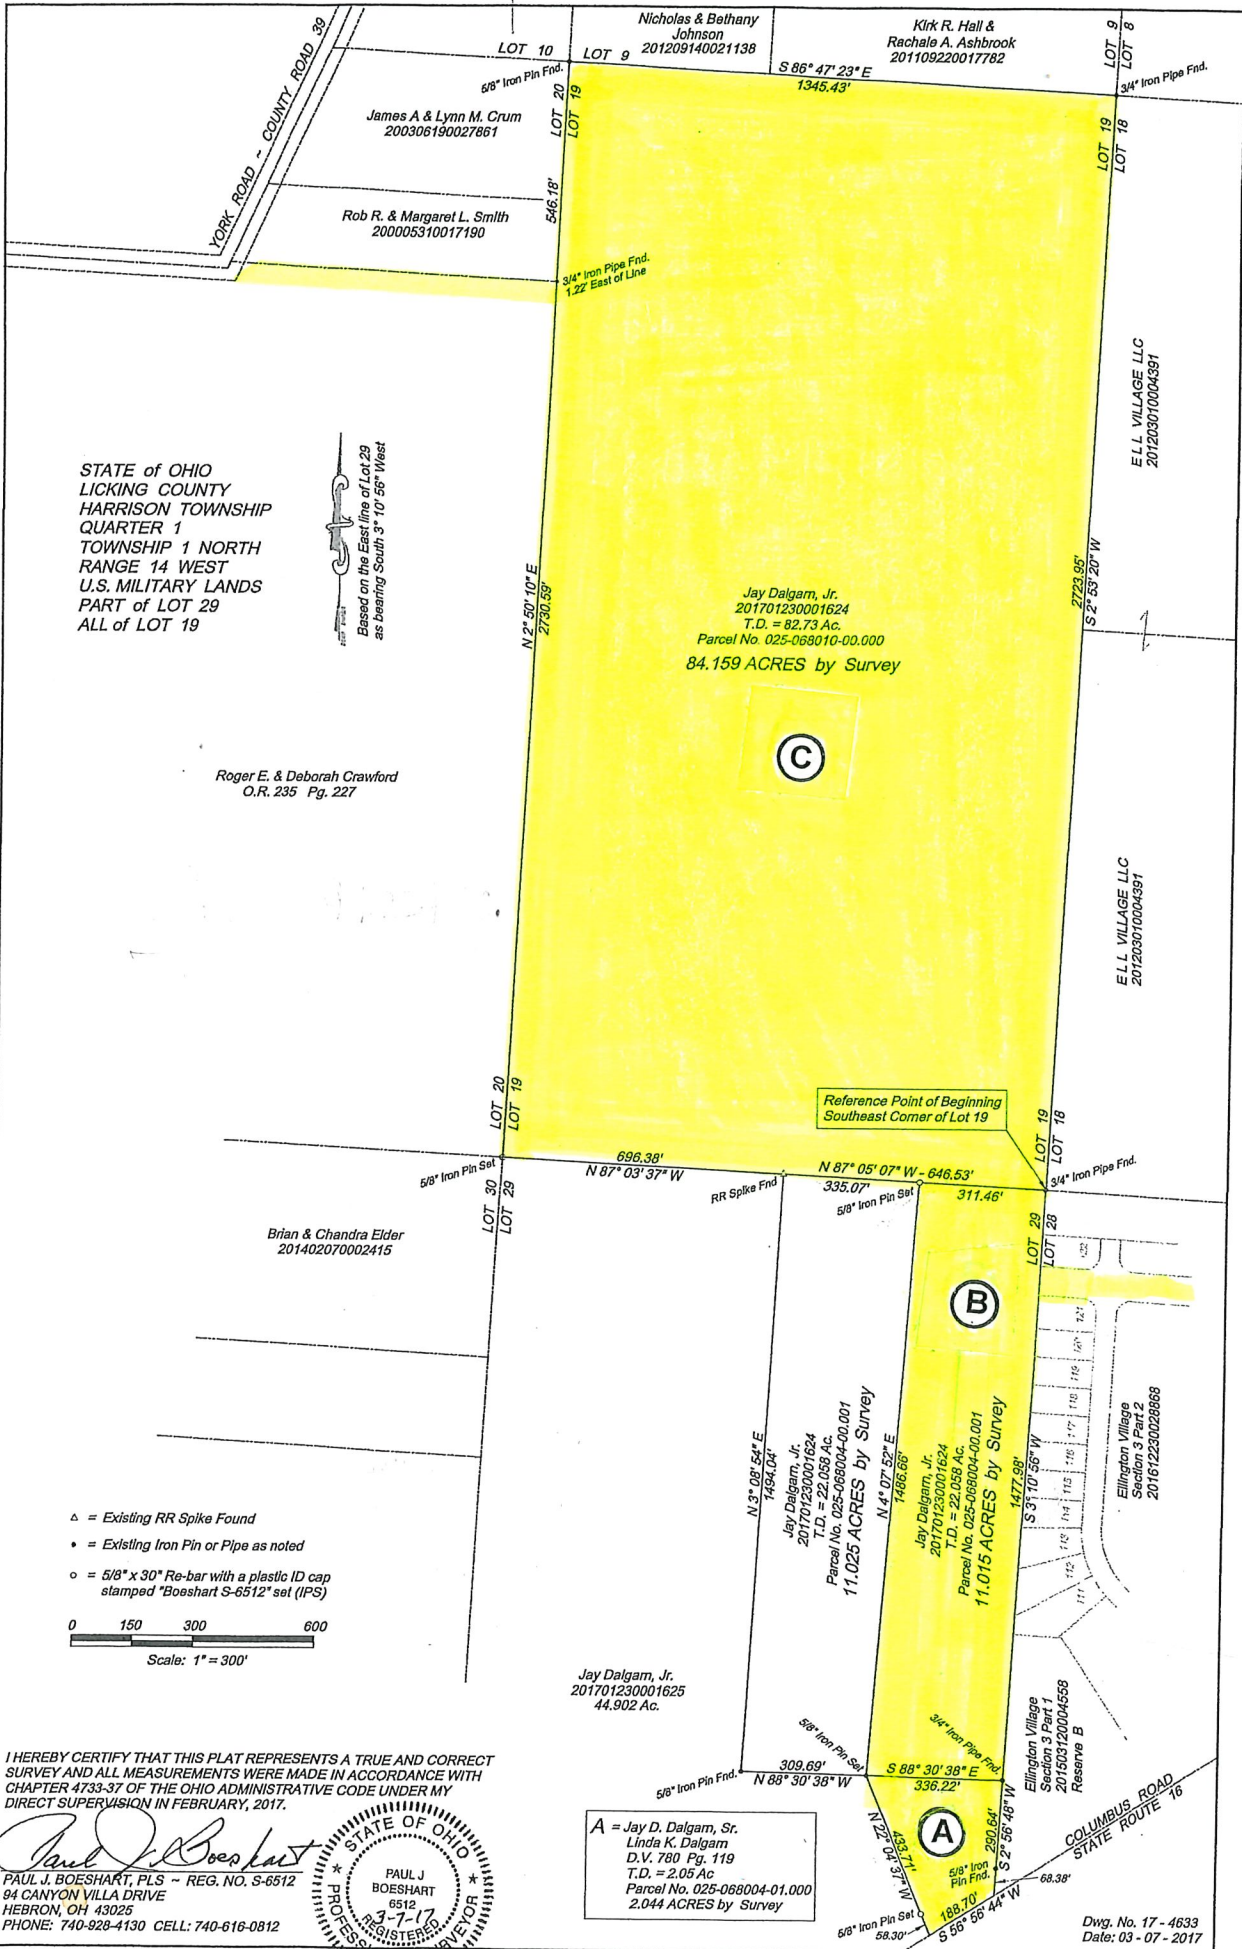 Nicholas & Bethany
Johnson
201209140021138
Kirk R. Hall &
Rachale A. Ashbrook
201109220017782
LOT 10
LOT 9
LOT 9
LOT 8
S 86° 47' 23" E
1345.43'
3/4" Iron Pipe Fnd.
5/8" Iron Pin Fnd.
YORK ROAD ~ COUNTY ROAD 39
James A & Lynn M. Crum
200306190027861
LOT 20
LOT 19
LOT 19
LOT 18
546.18'
Rob R. & Margaret L. Smith
200005310017190
3/4" Iron Pipe Fnd.
1.22' East of Line
STATE of OHIO
LICKING COUNTY
HARRISON TOWNSHIP
QUARTER 1
TOWNSHIP 1 NORTH
RANGE 14 WEST
U.S. MILITARY LANDS
PART of LOT 29
ALL of LOT 19
Based on the East line of Lot 29
as bearing South 3° 10' 56" West
N 2° 50' 10" E
2730.59'
E L L VILLAGE LLC
201203010004391
2723.95'
S 2° 53' 20" W
Jay Dalgarn, Jr.
201701230001624
T.D. = 82.73 Ac.
Parcel No. 025-068010-00.000
84.159 ACRES by Survey
C
Roger E. & Deborah Crawford
O.R. 235 Pg. 227
E L L VILLAGE LLC
201203010004391
LOT 20
LOT 19
Reference Point of Beginning
Southeast Corner of Lot 19
LOT 19
LOT 18
5/8" Iron Pin Set
696.38'
N 87° 03' 37" W
RR Spike Fnd
N 87° 05' 07" W - 646.53'
335.07'
5/8" Iron Pin Set
311.46'
3/4" Iron Pipe Fnd.
LOT 30
LOT 29
LOT 29
LOT 28
Brian & Chandra Elder
201402070002415
B
122
121
120
119
118
117
116
115
114
113
112
111
Ellington Village
Section 3 Part 2
201612230028868
N 3° 08' 54" E
1494.04'
Jay Dalgarn, Jr.
201701230001624
T.D. = 22.058 Ac.
Parcel No. 025-068004-00.001
11.025 ACRES by Survey
N 4° 07' 52" E
1486.66'
Jay Dalgarn, Jr.
201701230001624
T.D. = 22.058 Ac.
Parcel No. 025-068004-00.001
11.015 ACRES by Survey
1477.98'
S 3° 10' 56" W
△ = Existing RR Spike Found
• = Existing Iron Pin or Pipe as noted
○ = 5/8" x 30" Re-bar with a plastic ID cap
stamped "Boeshart S-6512" set (IPS)
0 150 300 600
Scale: 1" = 300'
Jay Dalgarn, Jr.
201701230001625
44.902 Ac.
5/8" Iron Pin Set
3/4" Iron Pipe Fnd.
Ellington Village
Section 3 Part 1
201503120004558
Reserve B
5/8" Iron Pin Fnd.
309.69'
N 88° 30' 38" W
S 88° 30' 38" E
336.22'
I HEREBY CERTIFY THAT THIS PLAT REPRESENTS A TRUE AND CORRECT
SURVEY AND ALL MEASUREMENTS WERE MADE IN ACCORDANCE WITH
CHAPTER 4733-37 OF THE OHIO ADMINISTRATIVE CODE UNDER MY
DIRECT SUPERVISION IN FEBRUARY, 2017.
Paul J. Boeshart
PAUL J. BOESHART, PLS ~ REG. NO. S-6512
94 CANYON VILLA DRIVE
HEBRON, OH 43025
PHONE: 740-928-4130 CELL: 740-616-0812
STATE OF OHIO
PAUL J
BOESHART
6512
3-7-17
REGISTERED
PROFESSIONAL SURVEYOR
A = Jay D. Dalgarn, Sr.
Linda K. Dalgarn
D.V. 780 Pg. 119
T.D. = 2.05 Ac
Parcel No. 025-068004-01.000
2.044 ACRES by Survey
A
N 22° 04' 37" W
433.71'
290.64'
S 2° 56' 48" W
5/8" Iron
Pin Fnd.
68.38'
188.70'
S 56° 56' 44" W
5/8" Iron Pin Set
58.30'
COLUMBUS ROAD
STATE ROUTE 16
Dwg. No. 17 - 4633
Date: 03 - 07 - 2017